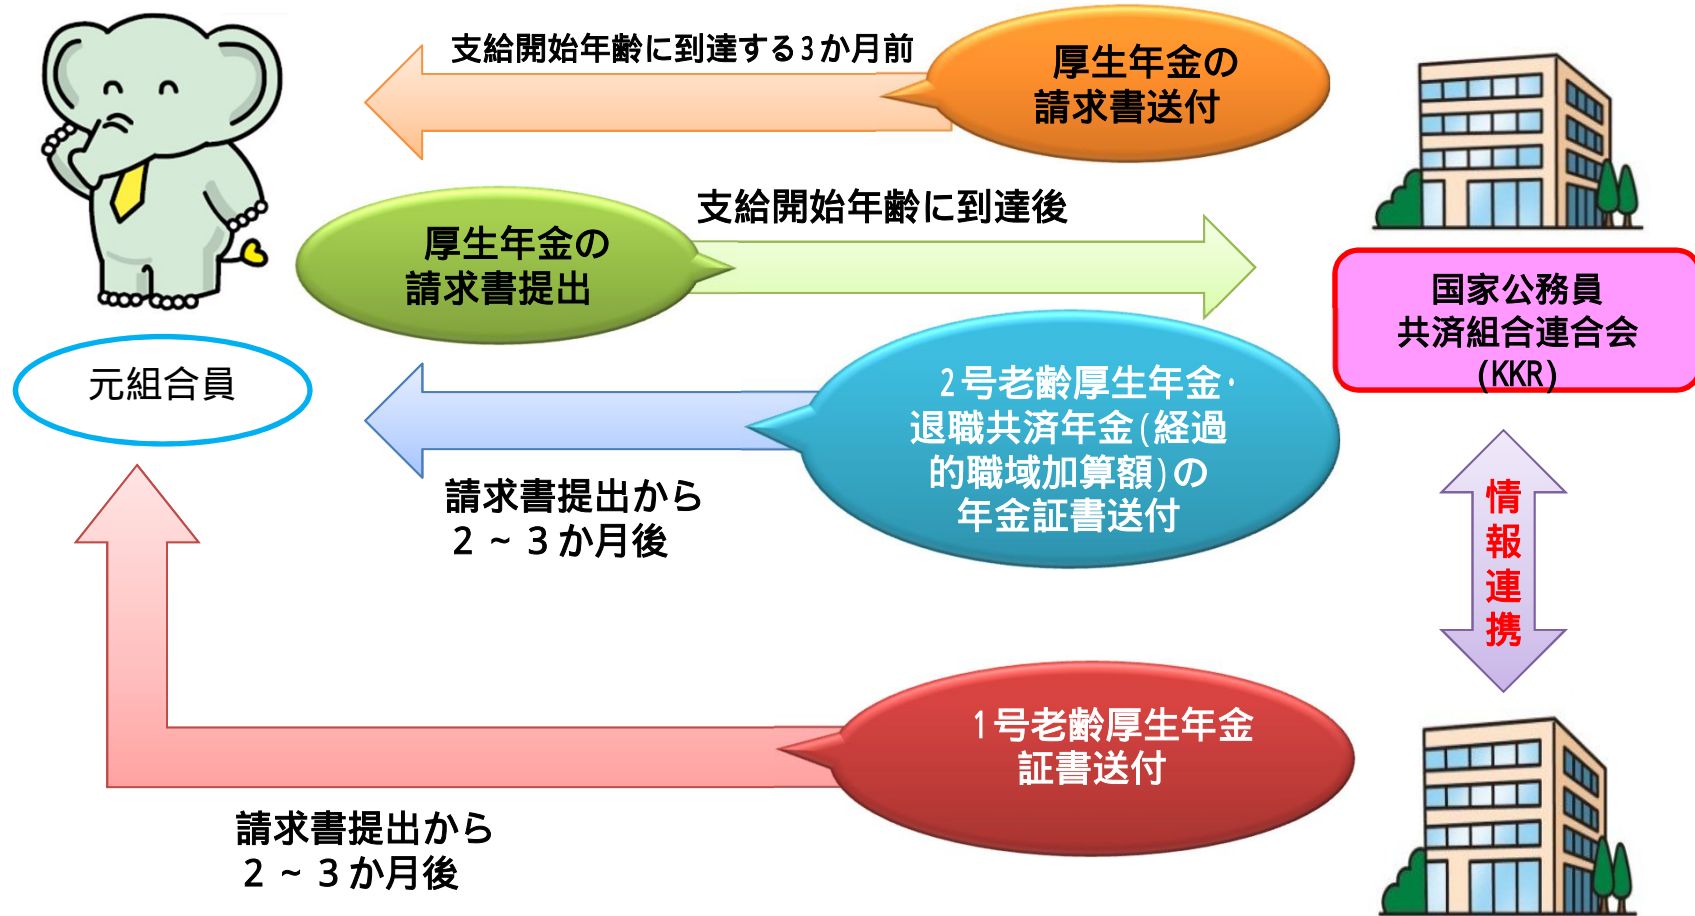 支給開始年齢に到達する3か月前
厚生年金の
請求書送付
支給開始年齢に到達後
厚生年金の
請求書提出
国家公務員
共済組合連合会
(KKR)
元組合員
2号老齢厚生年金・
退職共済年金(経過
的職域加算額)の
年金証書送付
請求書提出から
２～３か月後
情
報
連
携
1号老齢厚生年金
証書送付
請求書提出から
２～３か月後